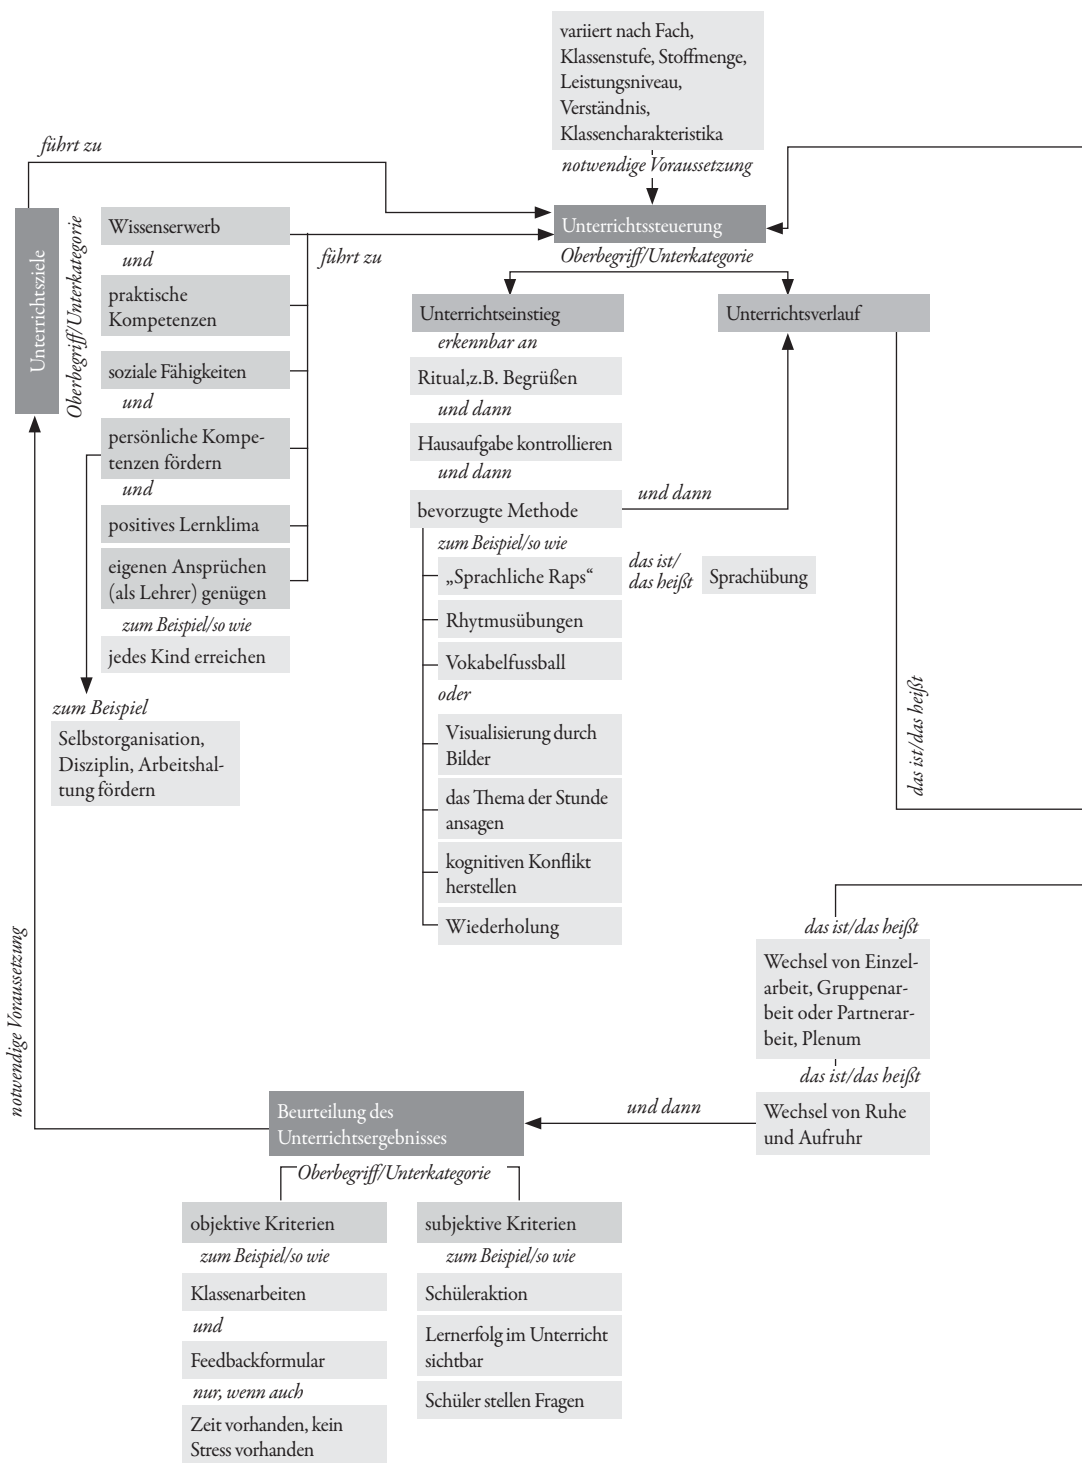 variiert nach Fach,
Klassenstufe, Stoffmenge,
Leistungsniveau,
Verständnis,
Klassencharakteristika
notwendige Voraussetzung
führt zu
Unterrichtssteuerung
Oberbegriff/Unterkategorie
Unterrichtsziele
Oberbegriff/Unterkategorie
Wissenserwerb
und
praktische
Kompetenzen
soziale Fähigkeiten
und
persönliche Kompe-
tenzen fördern
und
positives Lernklima
eigenen Ansprüchen
(als Lehrer) genügen
zum Beispiel/so wie
jedes Kind erreichen
führt zu
zum Beispiel
Selbstorganisation,
Disziplin, Arbeitshal-
tung fördern
Unterrichtseinstieg
erkennbar an
Ritual,z.B. Begrüßen
und dann
Hausaufgabe kontrollieren
und dann
bevorzugte Methode
und dann
zum Beispiel/so wie
„Sprachliche Raps“
das ist/
das heißt
Sprachübung
Rhytmusübungen
Vokabelfussball
oder
Visualisierung durch
Bilder
das Thema der Stunde
ansagen
kognitiven Konflikt
herstellen
Wiederholung
Unterrichtsverlauf
das ist/das heißt
das ist/das heißt
Wechsel von Einzel-
arbeit, Gruppenar-
beit oder Partnerar-
beit, Plenum
das ist/das heißt
Wechsel von Ruhe
und Aufruhr
und dann
Beurteilung des
Unterrichtsergebnisses
notwendige Voraussetzung
Oberbegriff/Unterkategorie
objektive Kriterien
zum Beispiel/so wie
Klassenarbeiten
und
Feedbackformular
nur, wenn auch
Zeit vorhanden, kein
Stress vorhanden
subjektive Kriterien
zum Beispiel/so wie
Schüleraktion
Lernerfolg im Unterricht
sichtbar
Schüler stellen Fragen